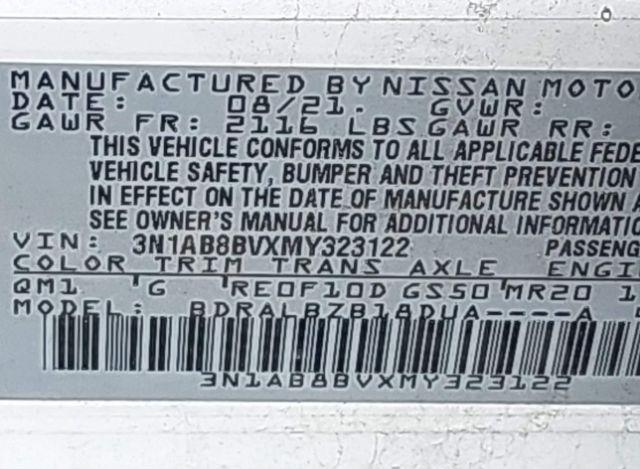 MANUFACTURED BY NISSAN MOTO
DATE: 08/21. GVWR:
GAWR FR: 2116 LBS GAWR RR:
THIS VEHICLE CONFORMS TO ALL APPLICABLE FEDE
VEHICLE SAFETY, BUMPER AND THEFT PREVENTION
IN EFFECT ON THE DATE OF MANUFACTURE SHOWN A
SEE OWNER'S MANUAL FOR ADDITIONAL INFORMATIO
VIN: 3N1AB8BVXMY323122 PASSENG
COLOR TRIM TRANS AXLE ENGI
QM1 G RE0F10D GS50 MR20 1
MODEL: BDRALBZB18DUA----A
3N1AB8BVXMY323122